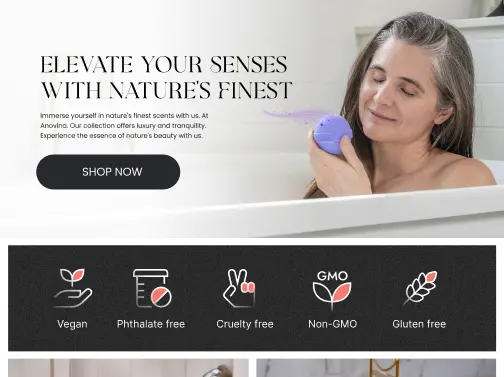 ELEVATE YOUR SENSES
WITH NATURE'S FINEST
Immerse yourself in nature's finest scents with us. At
Anovina. Our collection offers luxury and tranquility.
Experience the essence of nature's beauty with us.
SHOP NOW
GMO
Vegan
Phthalate free
Cruelty free
Non-GMO
Gluten free